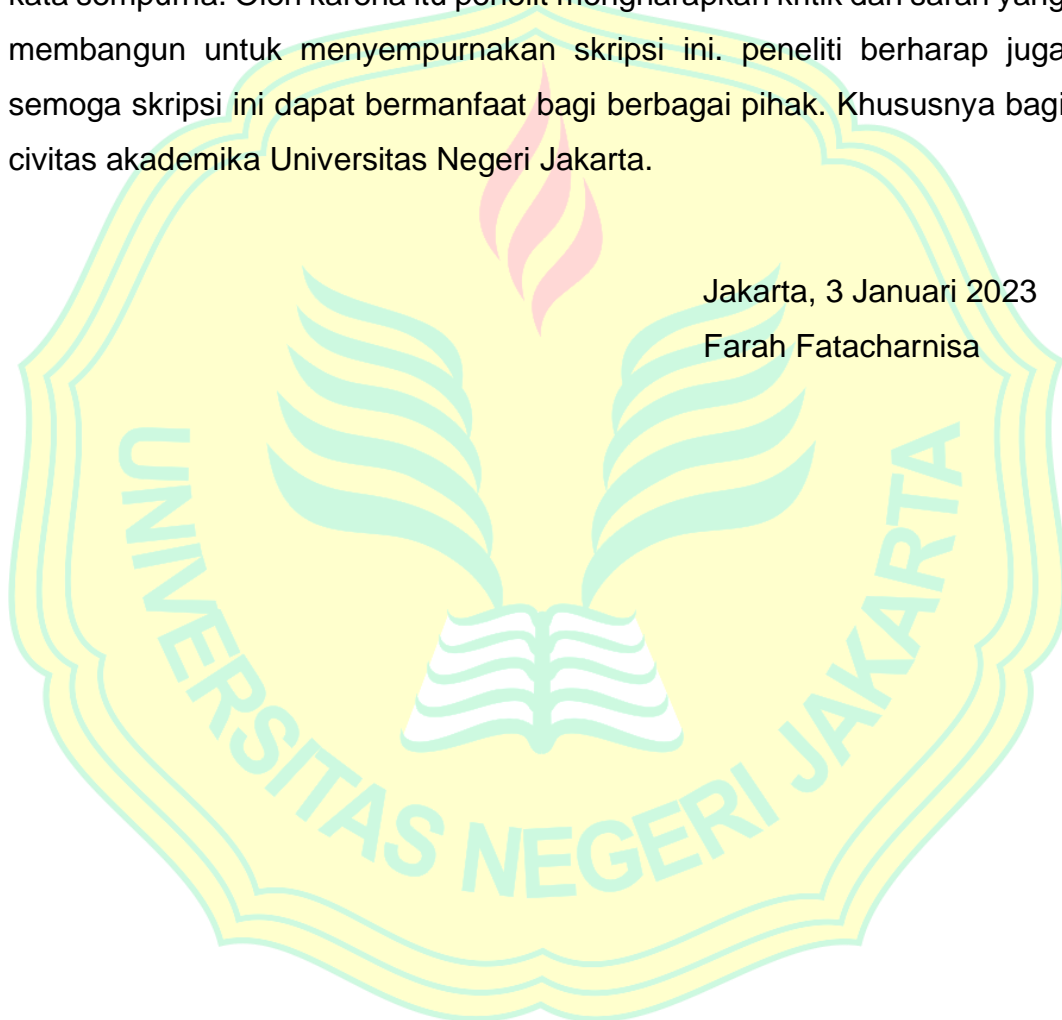 kata sempurna. Oleh karena itu penelit mengharapkan kritik dan saran yang
membangun untuk menyempurnakan skripsi ini. peneliti berharap juga
semoga skripsi ini dapat bermanfaat bagi berbagai pihak. Khususnya bagi
civitas akademika Universitas Negeri Jakarta.
Jakarta, 3 Januari 2023
Farah Fatacharnisa
UNIVERSITAS NEGERI JAKARTA